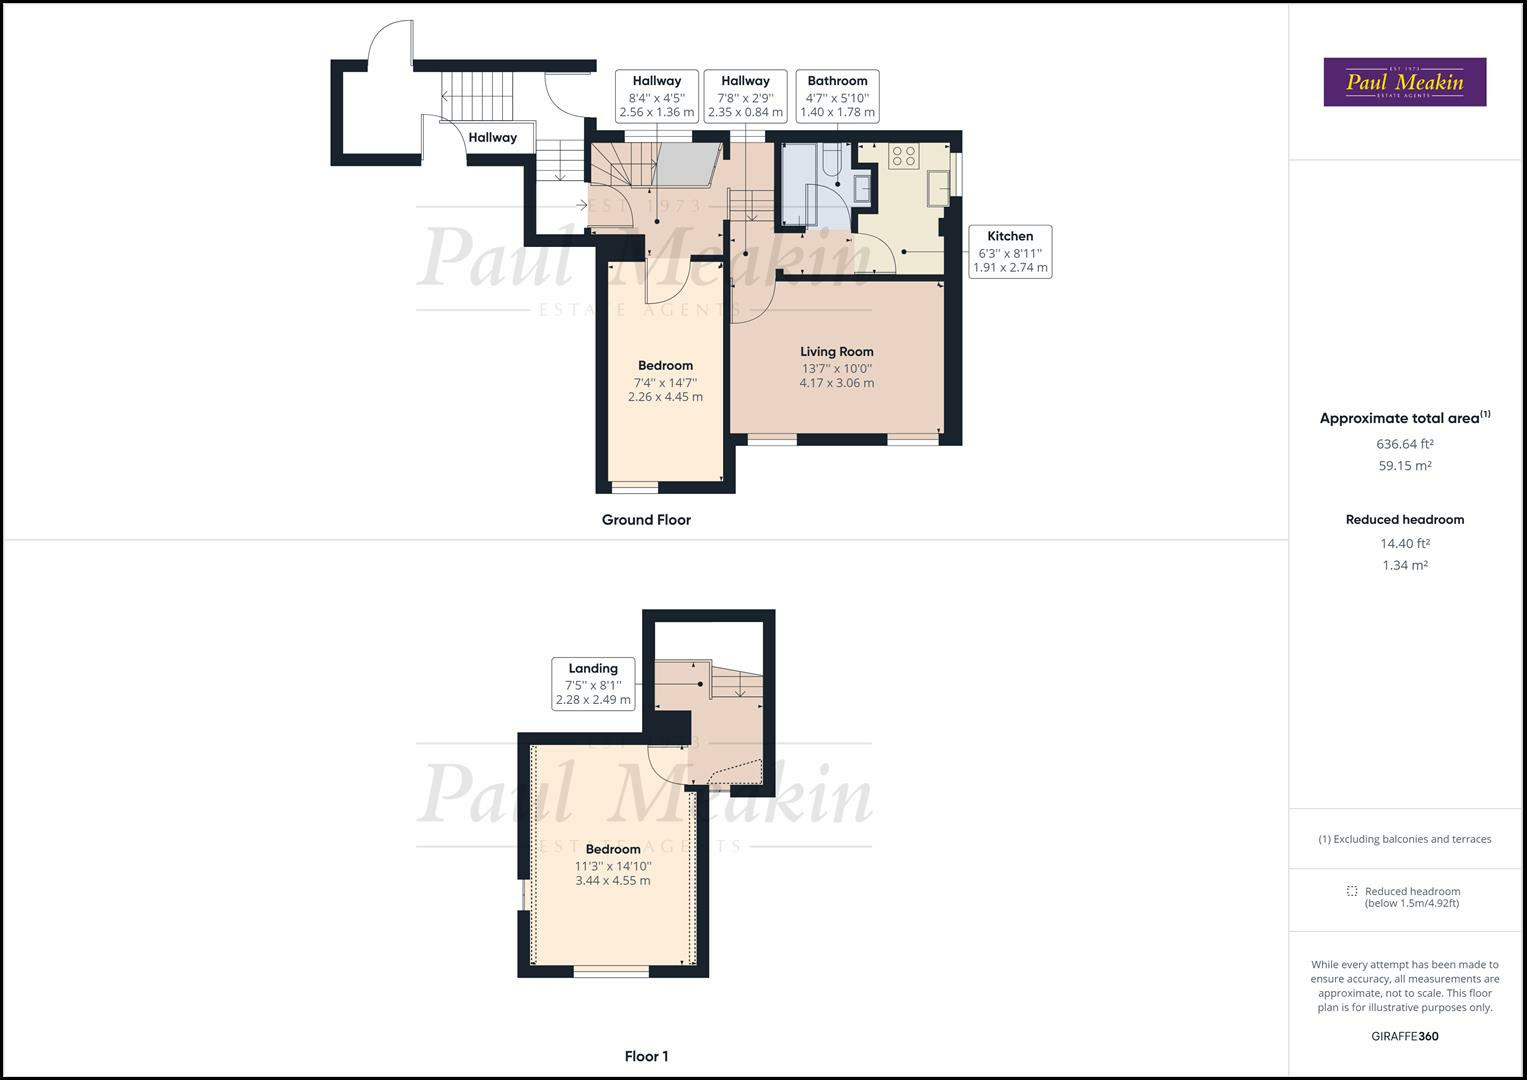 Hallway
8'4'' x 4'5''
2.56 x 1.36 m
Hallway
7'8'' x 2'9''
2.35 x 0.84 m
Bathroom
4'7'' x 5'10''
1.40 x 1.78 m
Hallway
Kitchen
6'3'' x 8'11''
1.91 x 2.74 m
EST 1973
Paul Meakin
ESTATE AGENTS
Living Room
13'7'' x 10'0''
4.17 x 3.06 m
Bedroom
7'4'' x 14'7''
2.26 x 4.45 m
Ground Floor
Landing
7'5'' x 8'1''
2.28 x 2.49 m
EST 1973
Paul Meakin
ESTATE AGENTS
Bedroom
11'3'' x 14'10''
3.44 x 4.55 m
Floor 1
EST 1973
Paul Meakin
ESTATE AGENTS
Approximate total area(1)
636.64 ft²
59.15 m²
Reduced headroom
14.40 ft²
1.34 m²
(1) Excluding balconies and terraces
Reduced headroom
(below 1.5m/4.92ft)
While every attempt has been made to
ensure accuracy, all measurements are
approximate, not to scale. This floor
plan is for illustrative purposes only.
GIRAFFE360